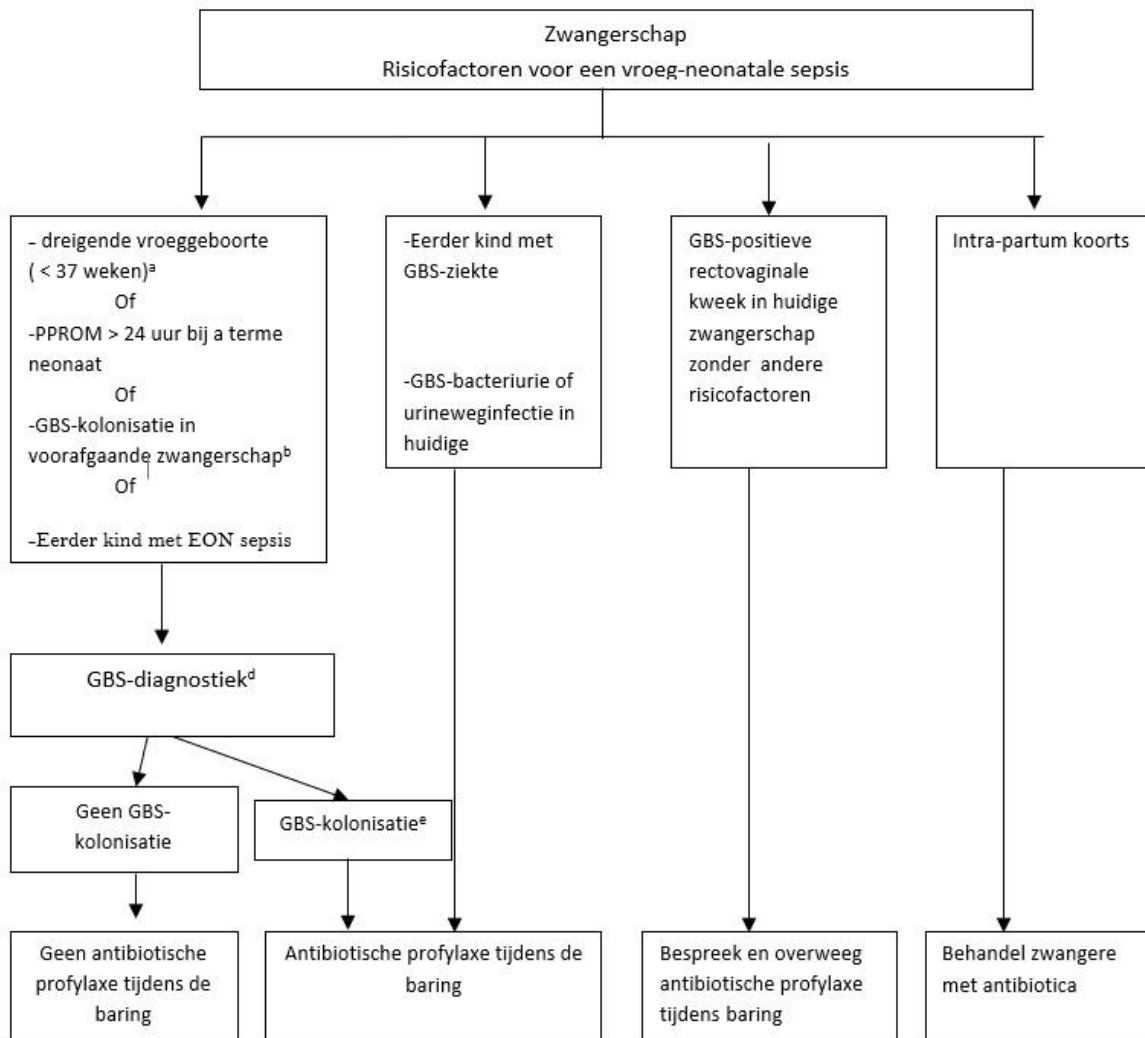 Zwangerschap
Risicofactoren voor een vroeg-neonatale sepsis
- dreigende vroeggeboorte
( < 37 weken)ᵃ
Of
-PPROM > 24 uur bij a terme
neonaat
Of
-GBS-kolonisatie in
voorafgaande zwangerschapᵇ
Of
-Eerder kind met EON sepsis
-Eerder kind met
GBS-ziekte
-GBS-bacteriurie of
urineweginfectie in
huidige
GBS-positieve
rectovaginale
kweek in huidige
zwangerschap
zonder andere
risicofactoren
Intra-partum koorts
GBS-diagnostiekᵈ
Geen GBS-
kolonisatie
GBS-kolonisatieᵉ
Geen antibiotische
profylaxe tijdens de
baring
Antibiotische profylaxe tijdens de
baring
Bespreek en overweeg
antibiotische profylaxe
tijdens baring
Behandel zwangere
met antibiotica